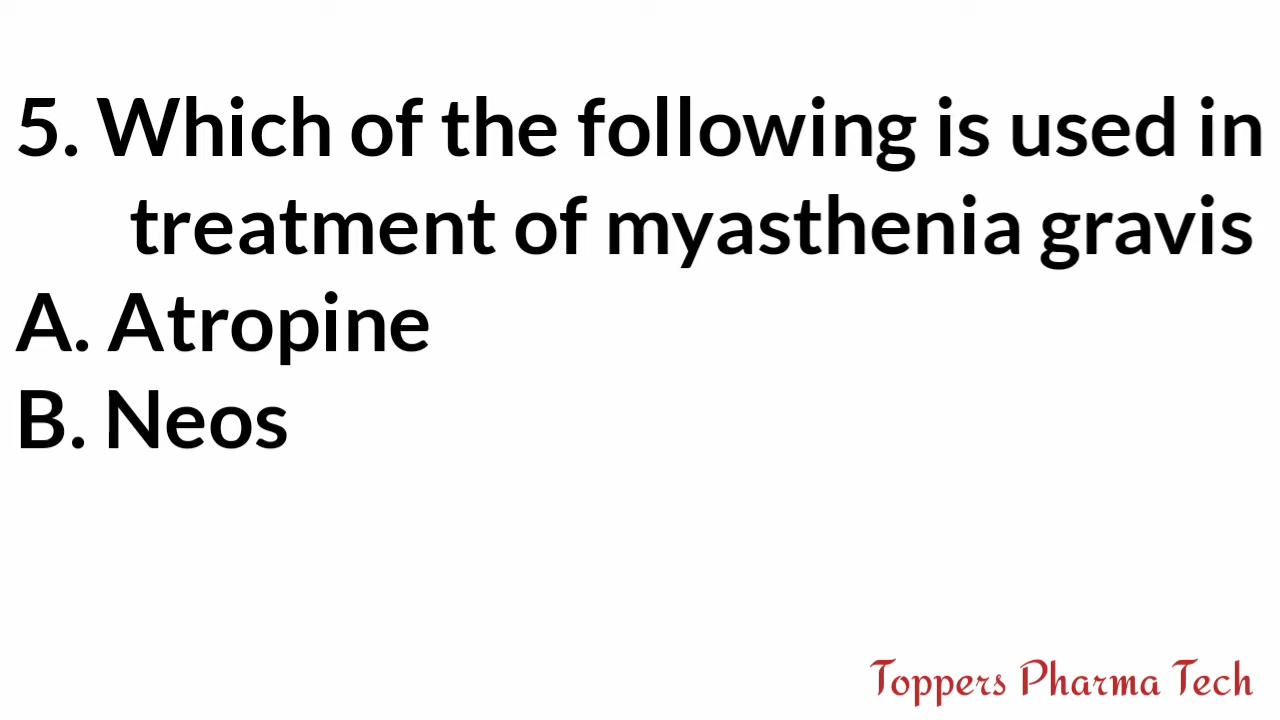 5. Which of the following is used in
treatment of myasthenia gravis
A. Atropine
B. Neos
Toppers Pharma Tech